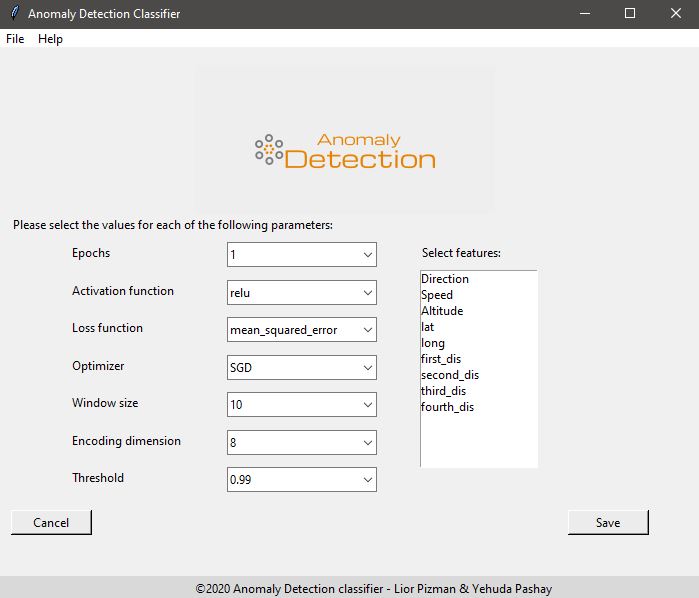 Anomaly Detection Classifier
File Help
Anomaly
Detection
Please select the values for each of the following parameters:
Epochs 1 Select features:
Direction
Activation function relu
Speed
Altitude
Loss function mean_squared_error
lat
long
first_dis
Optimizer SGD
second_dis
third_dis
Window size 10
fourth_dis
Encoding dimension 8
Threshold 0.99
Cancel Save
©2020 Anomaly Detection classifier - Lior Pizman & Yehuda Pashay